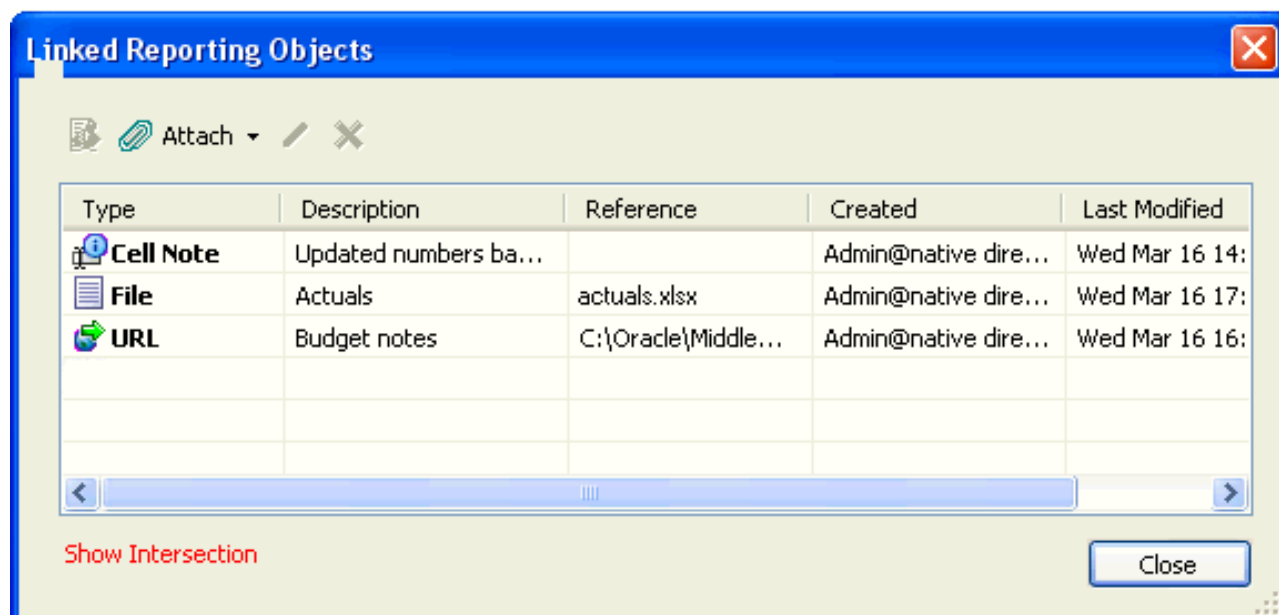 Linked Reporting Objects
Attach
Type Description Reference Created Last Modified
Cell Note Updated numbers ba... Admin@native dire... Wed Mar 16 14:
File Actuals actuals.xlsx Admin@native dire... Wed Mar 16 17:
URL Budget notes C:\Oracle\Middle... Admin@native dire... Wed Mar 16 16:
Show Intersection
Close